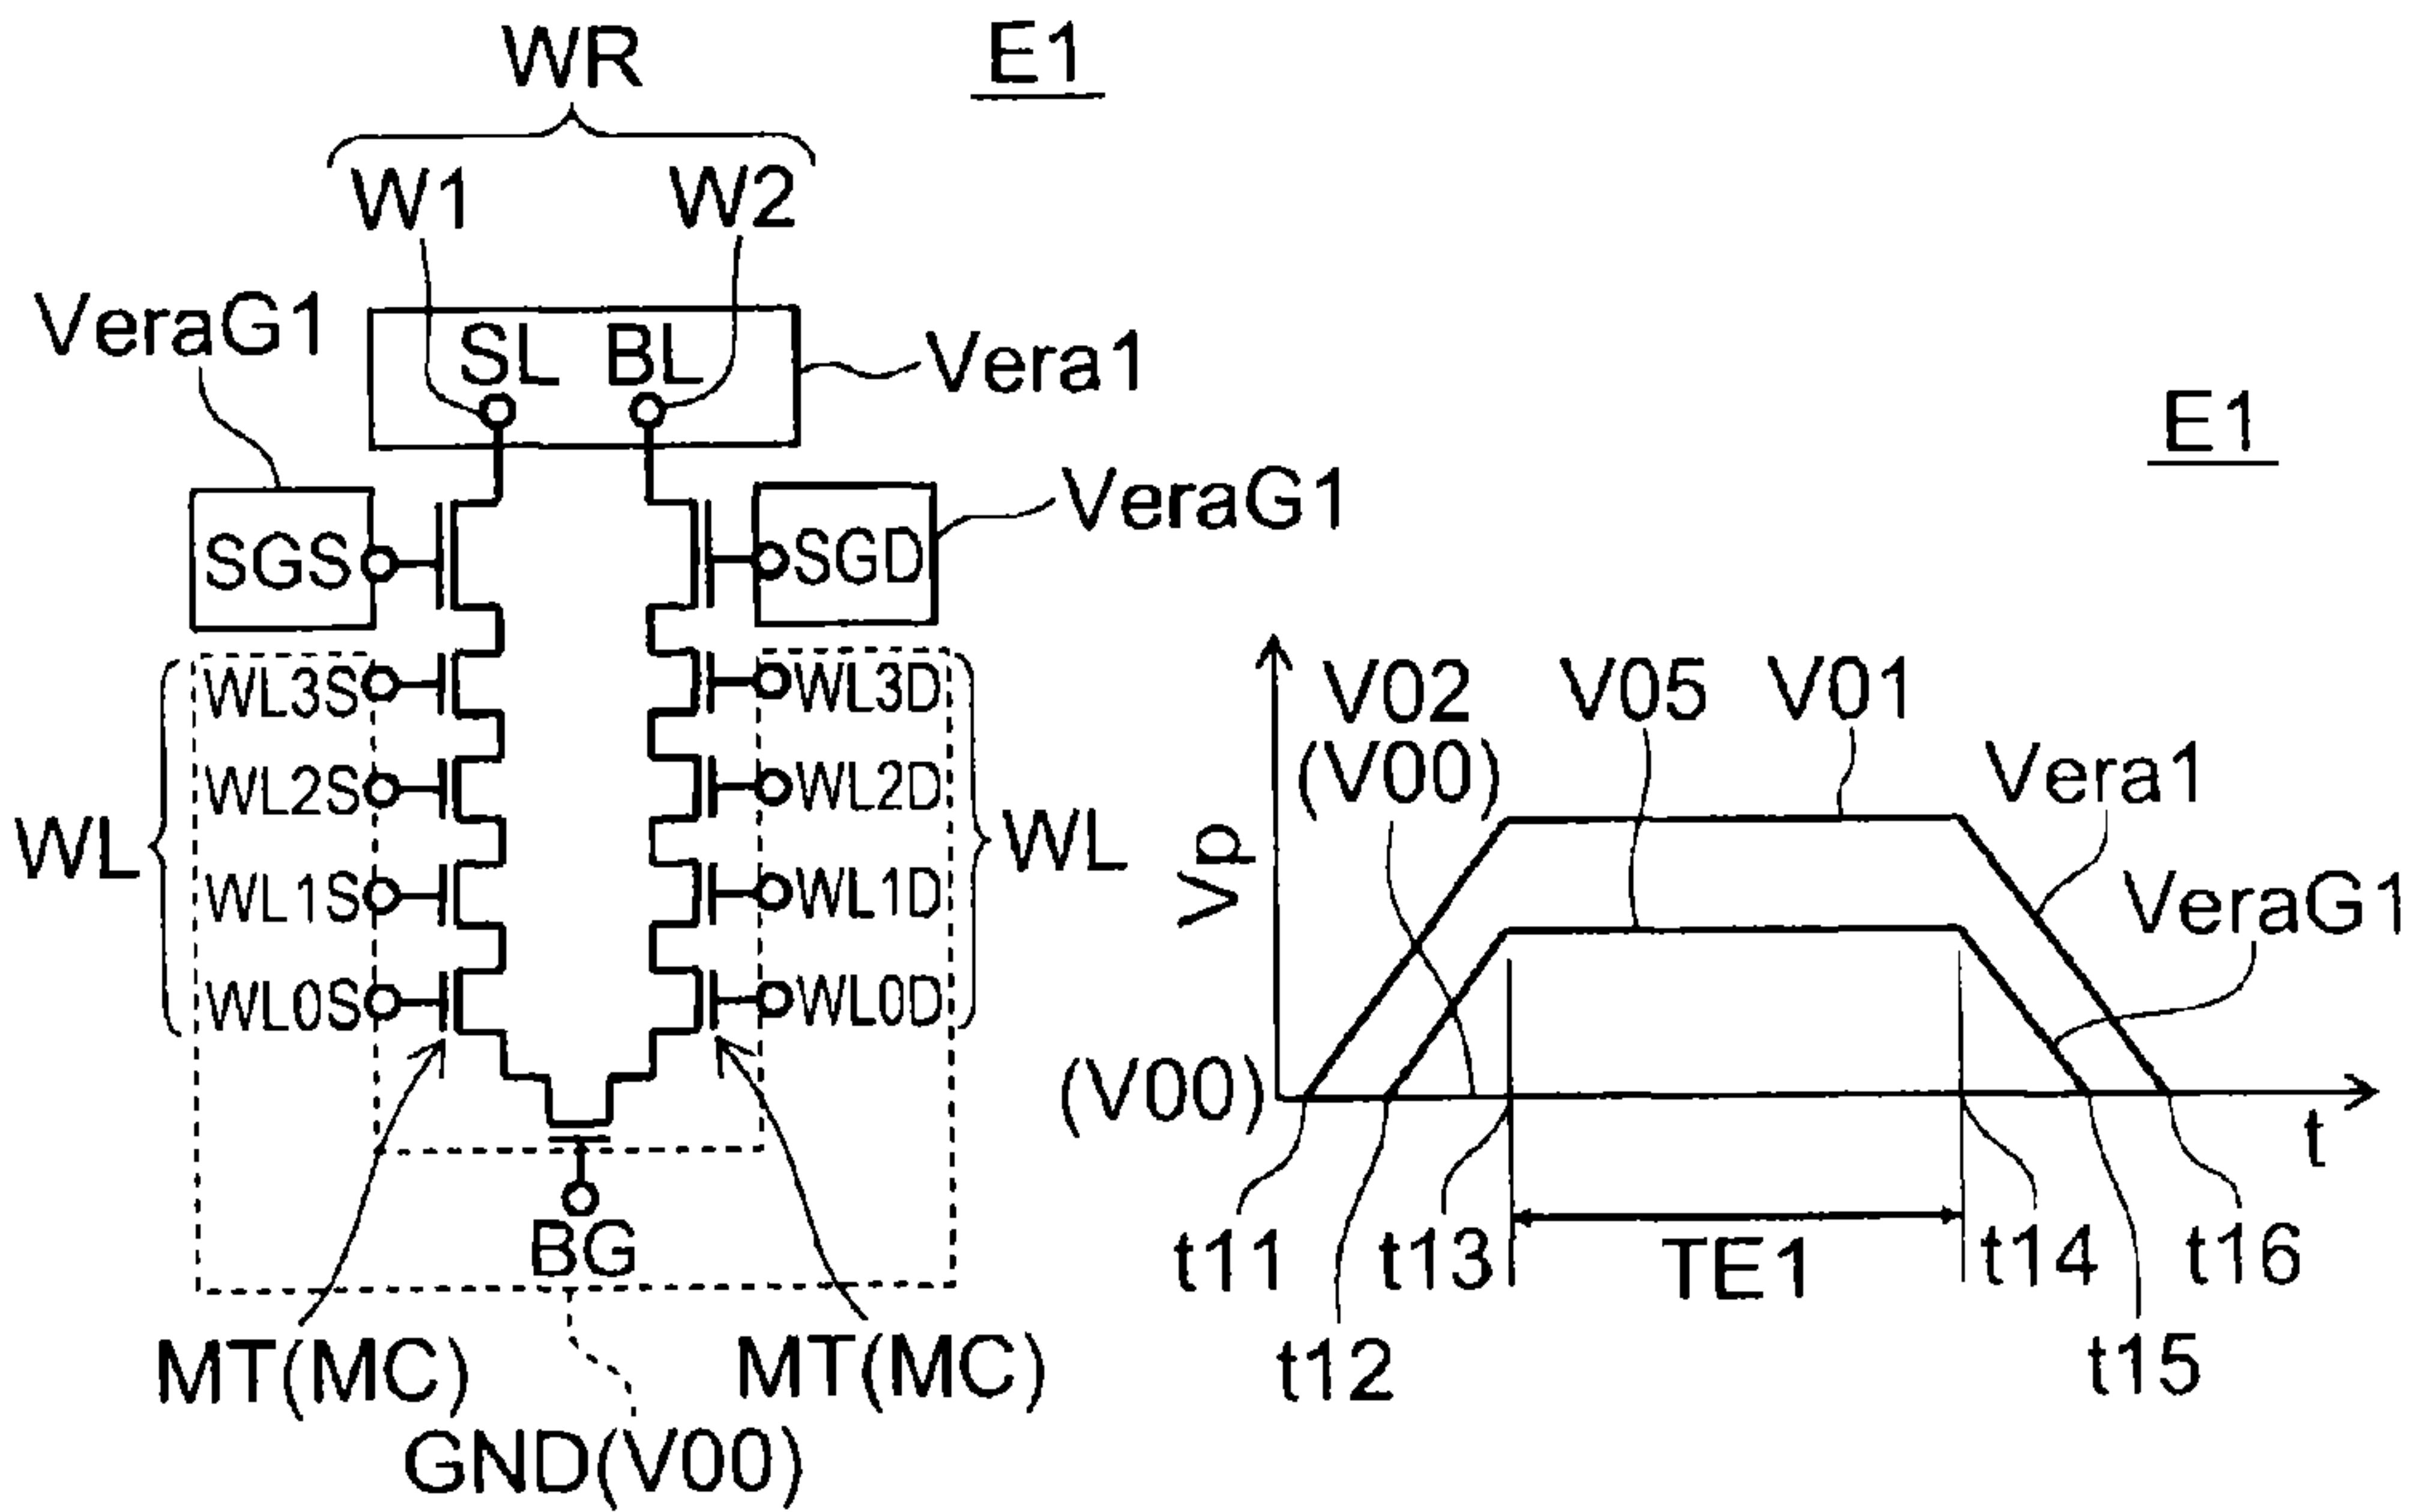 WR
E1
W1
W2
VeraG1
SL
BL
Vera1
SGS
SGD
VeraG1
WL3S
WL3D
WL2S
WL2D
WL
WL
WL1S
WL1D
WL0S
WL0D
BG
MT(MC)
MT(MC)
GND(V00)
E1
V02
(V00)
V05
V01
Vera1
VeraG1
Vp
(V00)
t
t11
t12
t13
TE1
t14
t15
t16